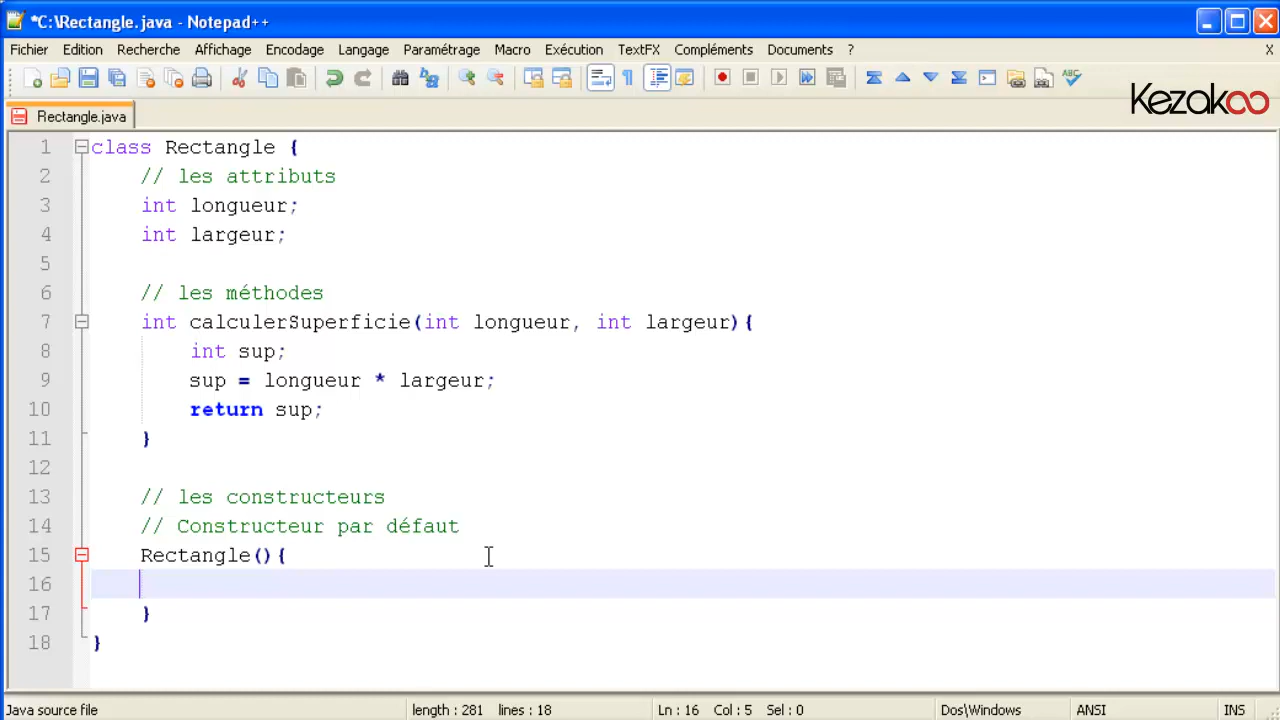 *C:\Rectangle.java - Notepad++
Fichier Edition Recherche Affichage Encodage Langage Paramétrage Macro Exécution TextFX Compléments Documents ? X
Kezakoo
Rectangle.java
1 class Rectangle {
2 // les attributs
3 int longueur;
4 int largeur;
5
6 // les méthodes
7 int calculerSuperficie(int longueur, int largeur){
8 int sup;
9 sup = longueur * largeur;
10 return sup;
11 }
12
13 // les constructeurs
14 // Constructeur par défaut
15 Rectangle(){
16
17 }
18 }
Java source file length : 281 lines : 18 Ln : 16 Col : 5 Sel : 0 Dos\Windows ANSI INS